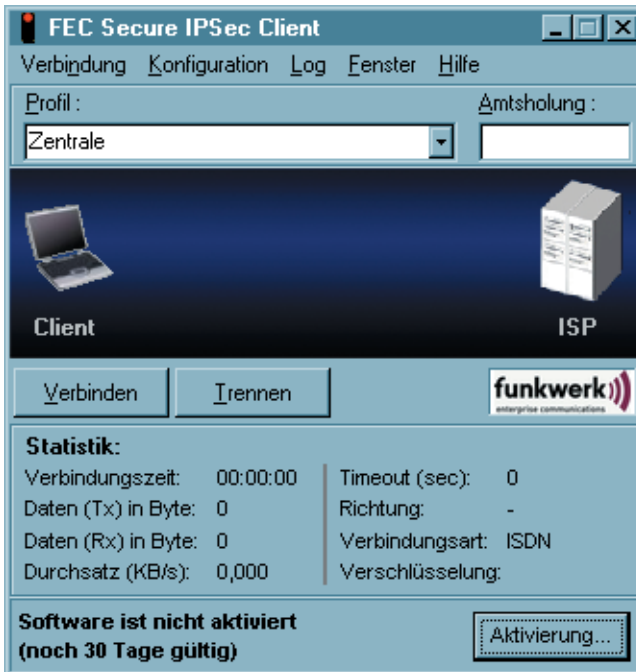 FEC Secure IPSec Client
Verbindung Konfiguration Log Fenster Hilfe
Profil : Amtsholung :
Zentrale
Client ISP
Verbinden Trennen funkwerk
enterprise communications
Statistik:
Verbindungszeit: 00:00:00 Timeout (sec): 0
Daten (Tx) in Byte: 0 Richtung: -
Daten (Rx) in Byte: 0 Verbindungsart: ISDN
Durchsatz (KB/s): 0,000 Verschlüsselung:
Software ist nicht aktiviert
(noch 30 Tage gültig) Aktivierung...